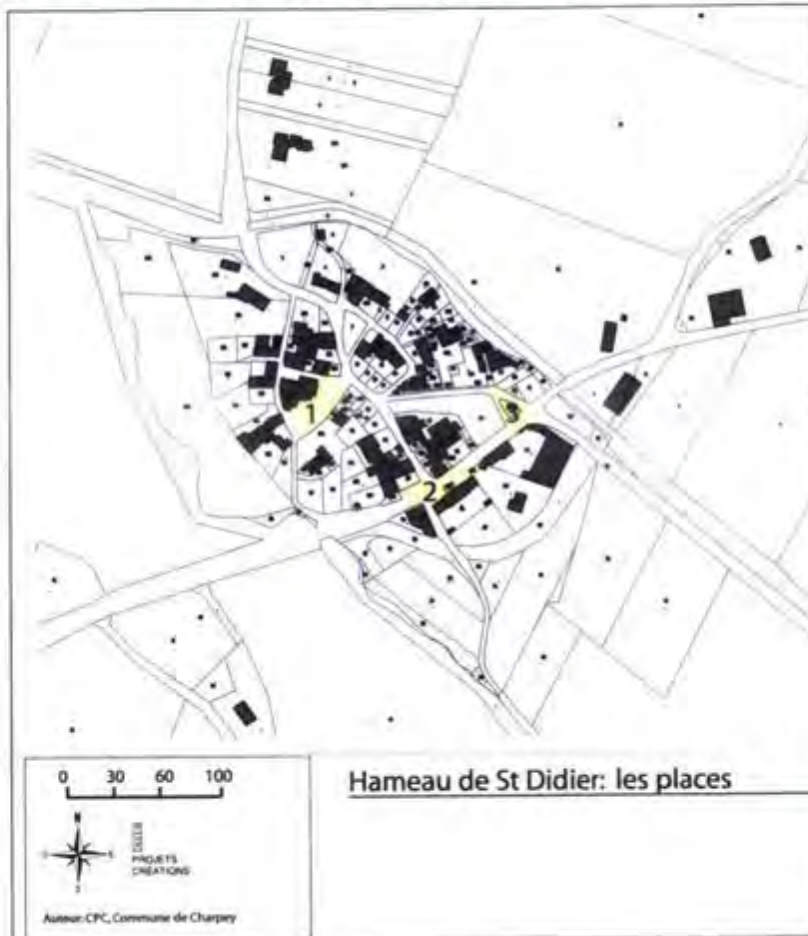 1
2
3
Hameau de St Didier: les places
0 30 60 100
N
PROJETS
CRÉATIONS
Auteur: CPC, Commune de Charpey